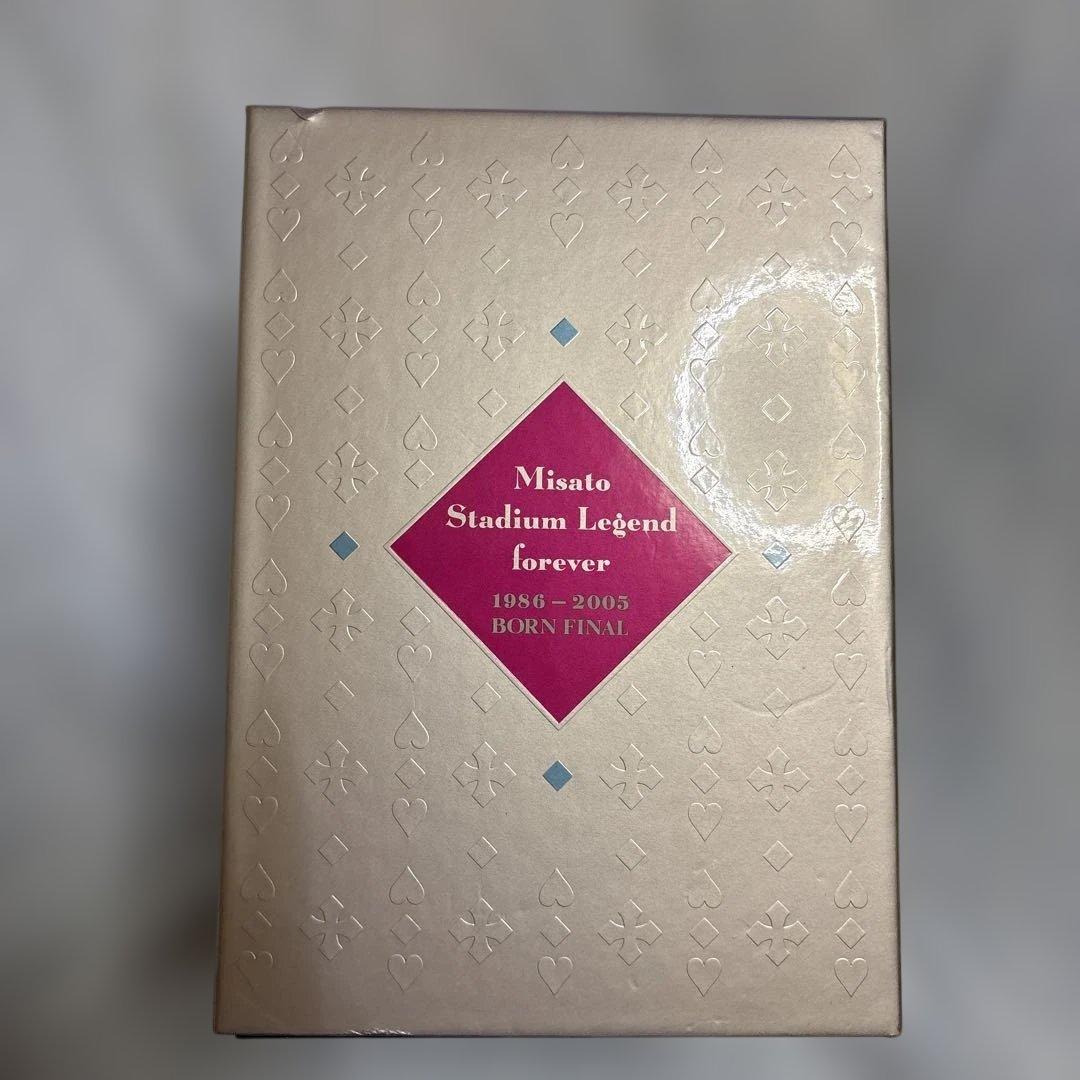 Misato
Stadium Legend
forever
1986 – 2005
BORN FINAL